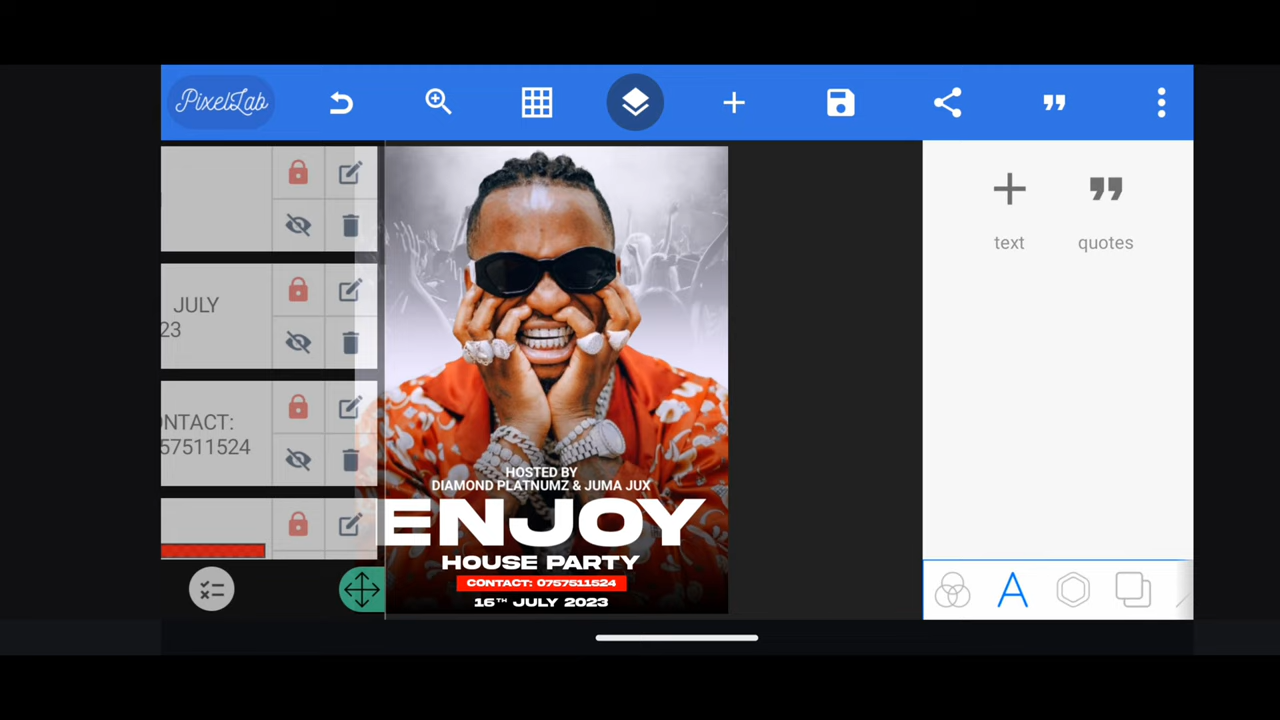 PixelLab
text
quotes
JULY
23
ONTACT:
57511524
HOSTED BY
DIAMOND PLATNUMZ & JUMA JUX
ENJOY
HOUSE PARTY
CONTACT: 0757511524
16TH JULY 2023